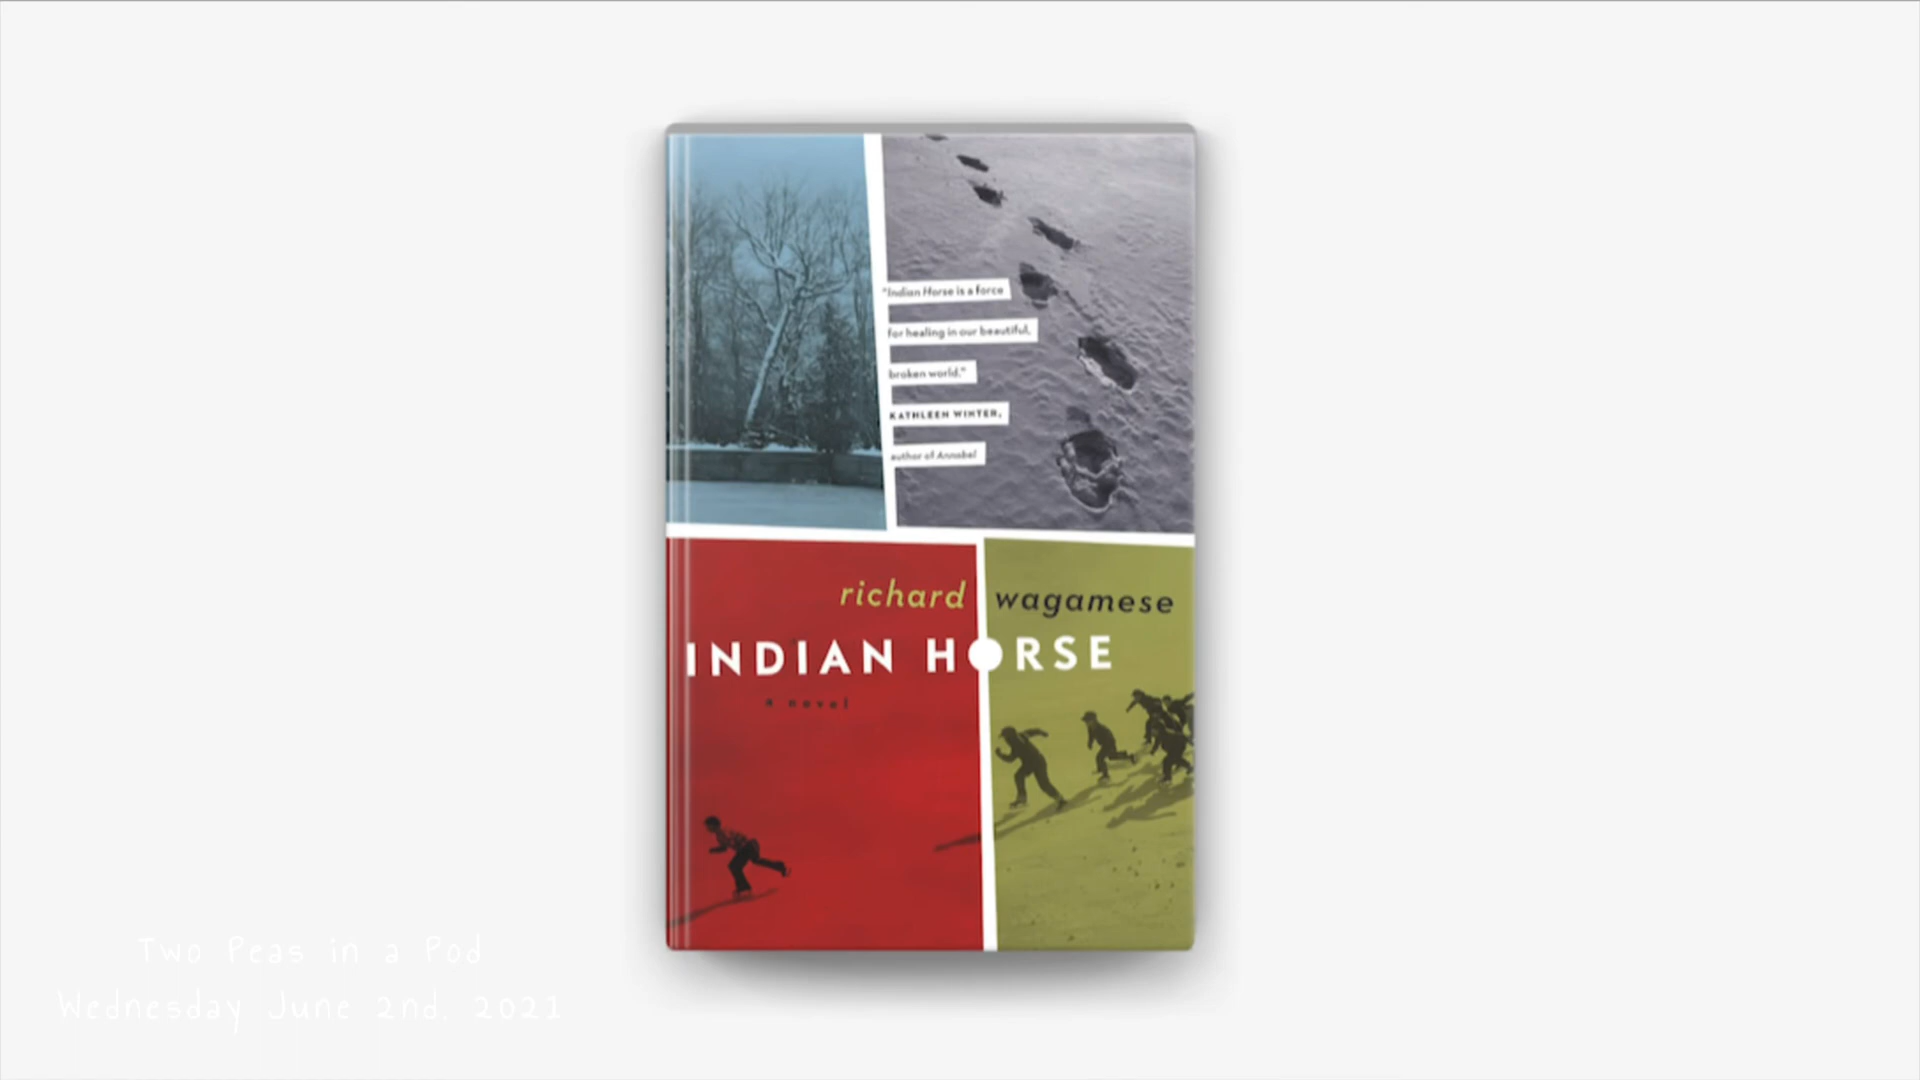 "Indian Horse is a force
for healing in our beautiful,
broken world."
KATHLEEN WINTER,
author of Annabel
richard wagamese
INDIAN HORSE
a novel
Two Peas in a Pod
Wednesday June 2nd, 2021